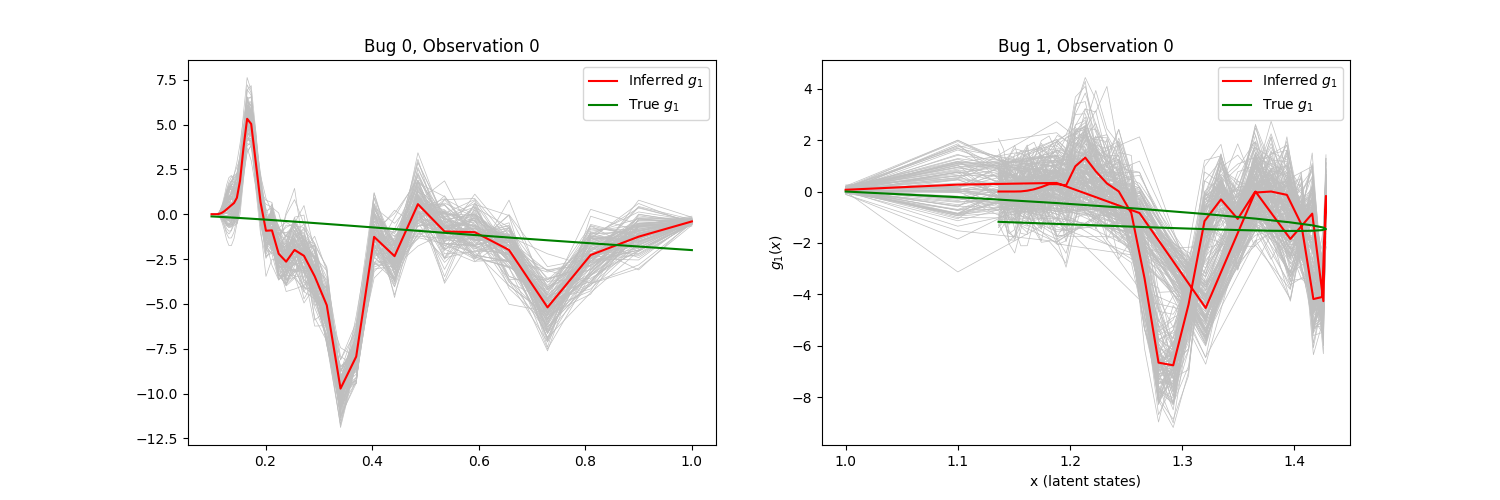 Bug 0, Observation 0
Inferred g₁
True g₁
7.5
5.0
2.5
0.0
−2.5
−5.0
−7.5
−10.0
−12.5
0.2 0.4 0.6 0.8 1.0
Bug 1, Observation 0
Inferred g₁
True g₁
g₁(x)
4
2
0
−2
−4
−6
−8
1.0 1.1 1.2 1.3 1.4
x (latent states)